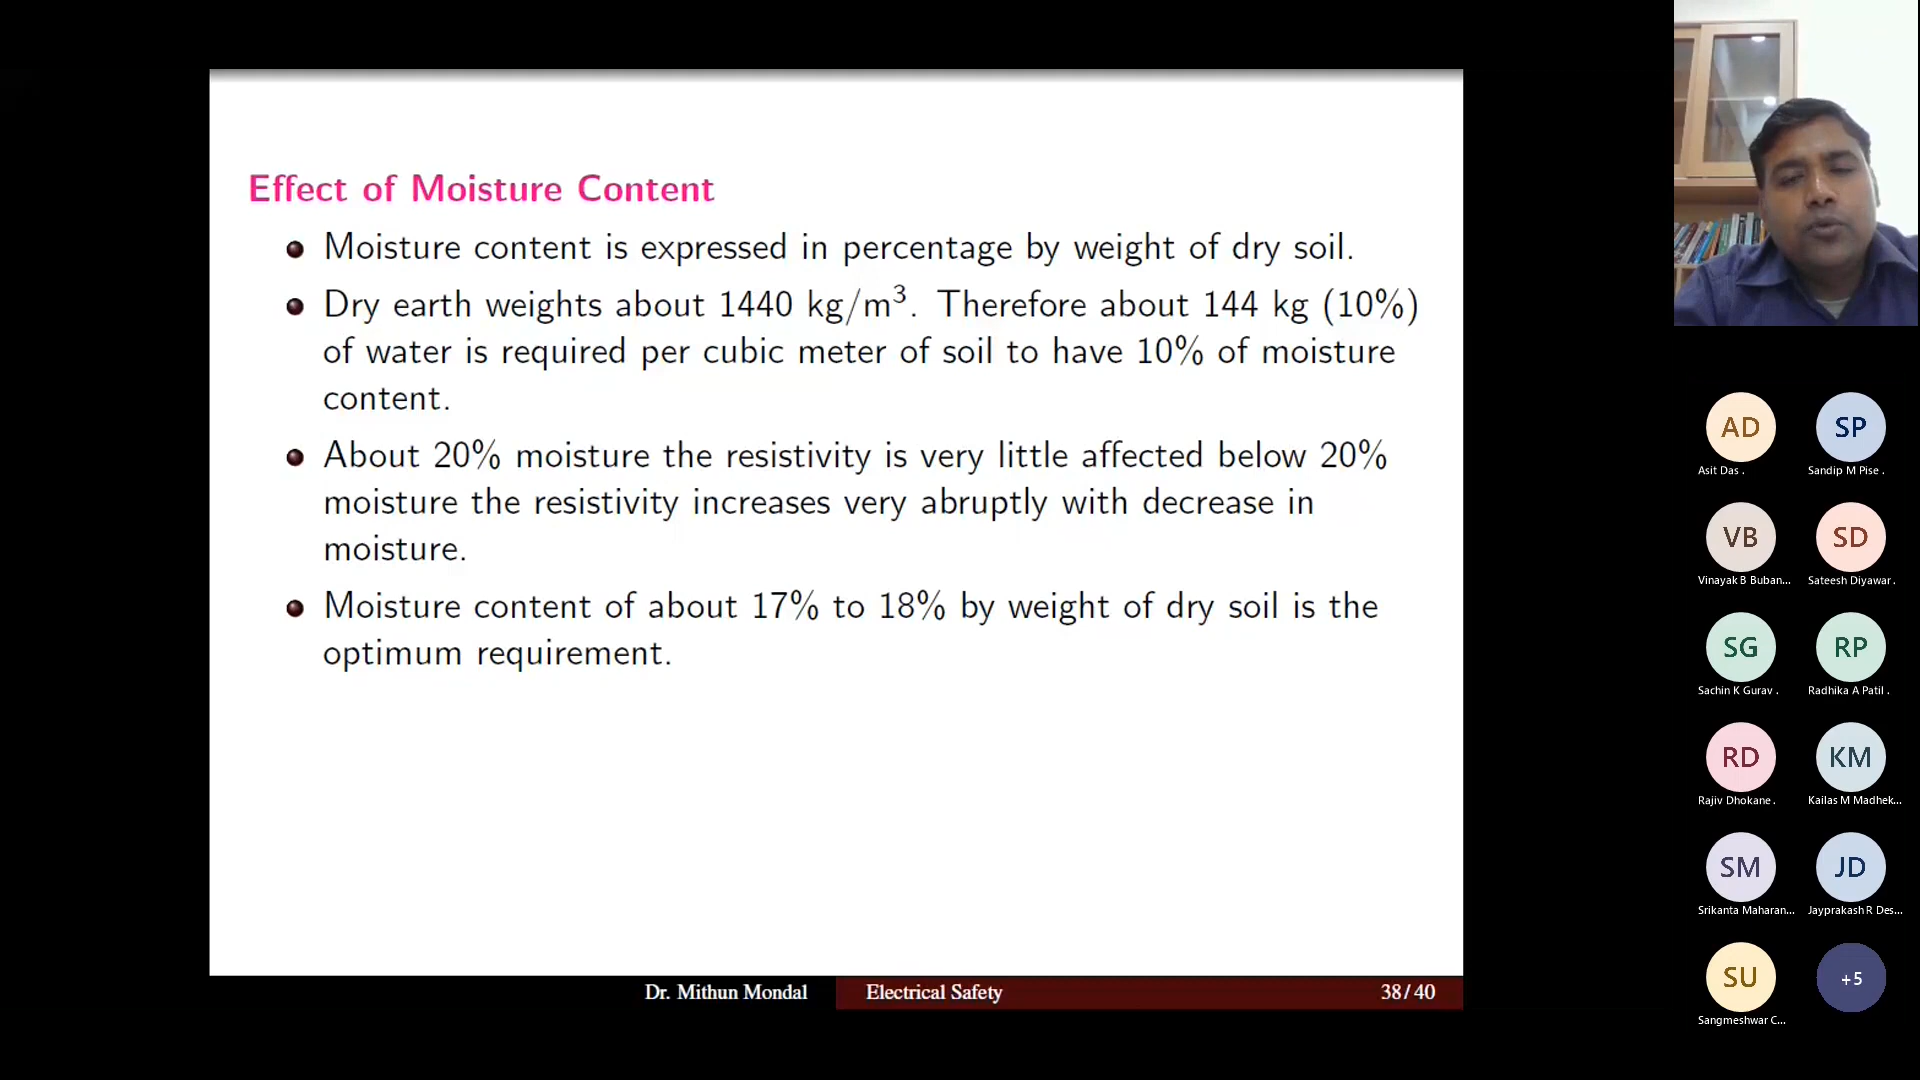 Effect of Moisture Content
Moisture content is expressed in percentage by weight of dry soil.
Dry earth weights about 1440 kg/m³. Therefore about 144 kg (10%)
of water is required per cubic meter of soil to have 10% of moisture
content.
About 20% moisture the resistivity is very little affected below 20%
moisture the resistivity increases very abruptly with decrease in
moisture.
Moisture content of about 17% to 18% by weight of dry soil is the
optimum requirement.
Dr. Mithun Mondal
Electrical Safety
38/40
AD
SP
Asit Das .
Sandip M Pise .
VB
SD
Vinayak B Buban...
Sateesh Diyawar .
SG
RP
Sachin K Gurav .
Radhika A Patil .
RD
KM
Rajiv Dhokane .
Kailas M Madhek...
SM
JD
Srikanta Maharan...
Jayprakash R Des...
SU
+5
Sangmeshwar C...